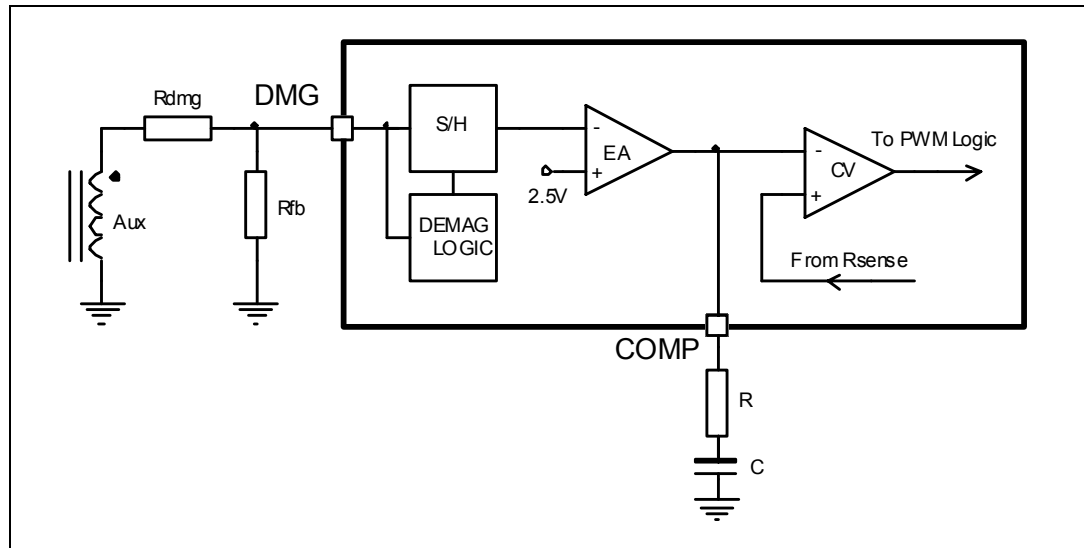 Rdmg
DMG
S/H
-
+
EA
2.5V
-
+
CV
To PWM Logic
Aux
Rfb
DEMAG
LOGIC
From Rsense
COMP
R
C